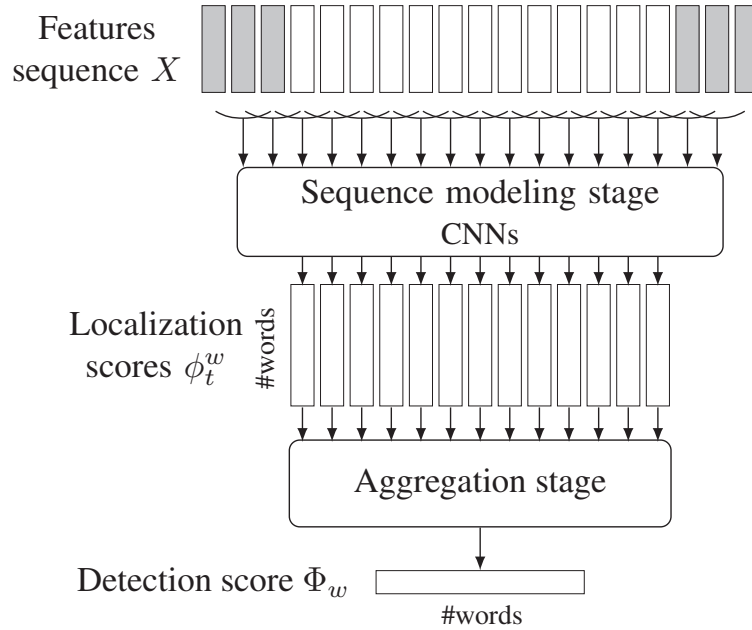 Features
sequence X
Sequence modeling stage
CNNs
Localization
scores ϕ_t^w
#words
Aggregation stage
Detection score Φ_w
#words